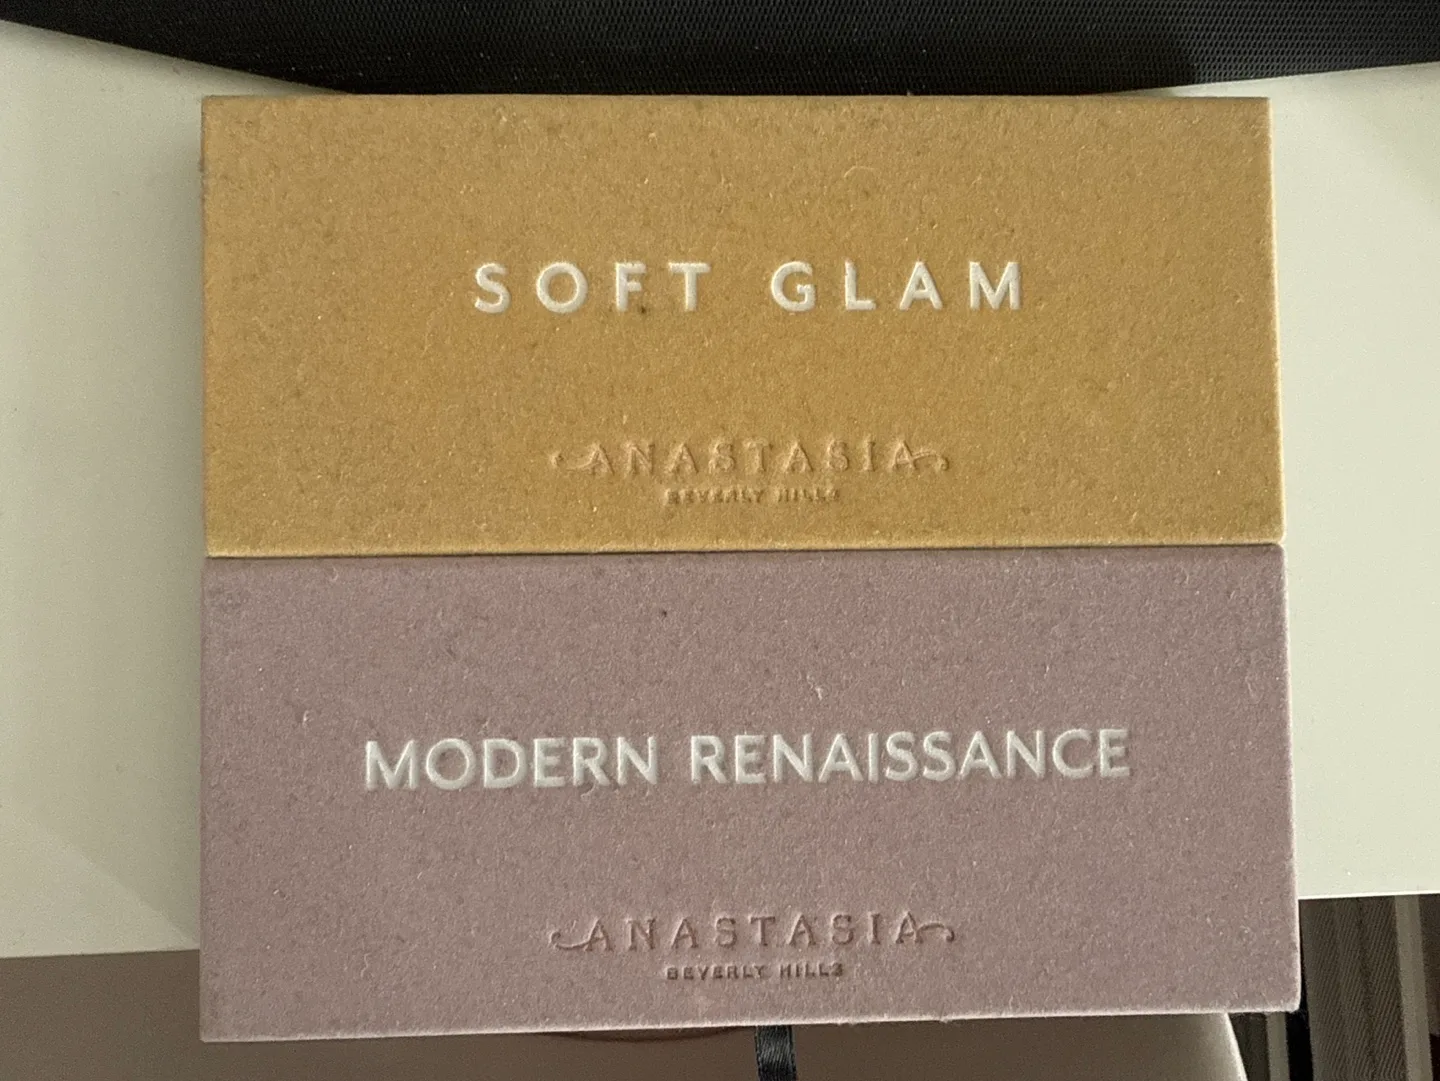 SOFT GLAM
ANASTASIA
BEVERLY HILLS
MODERN RENAISSANCE
ANASTASIA
BEVERLY HILLS